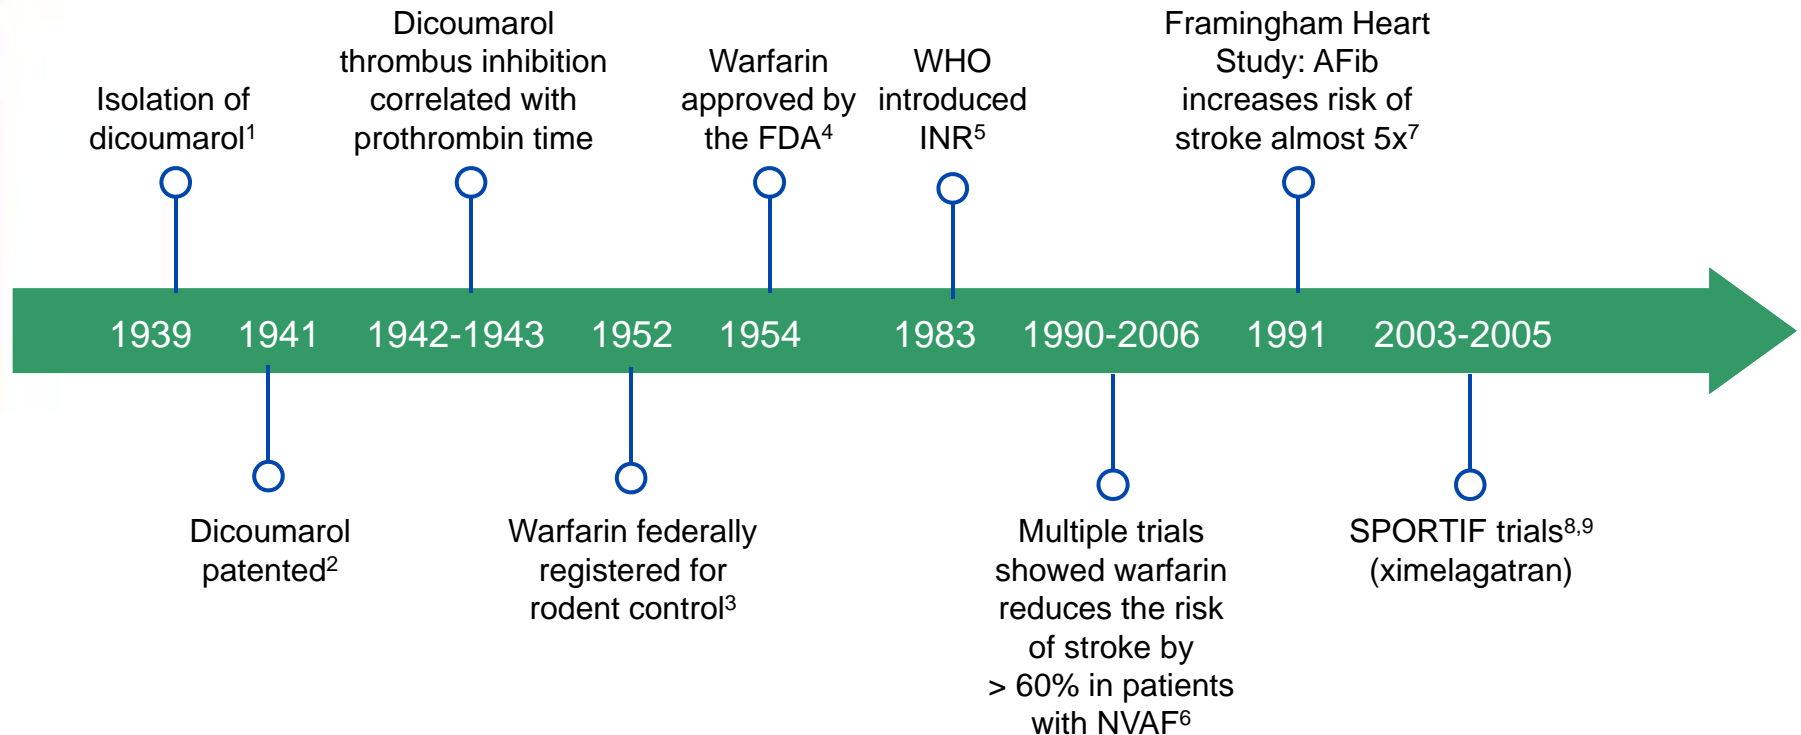 Isolation of
dicoumarol1
Dicoumarol
thrombus inhibition
correlated with
prothrombin time
Warfarin
approved by
the FDA4
WHO
introduced
INR5
Framingham Heart
Study: AFib
increases risk of
stroke almost 5x7
1939 1941 1942-1943 1952 1954 1983 1990-2006 1991 2003-2005
Dicoumarol
patented2
Warfarin federally
registered for
rodent control3
Multiple trials
showed warfarin
reduces the risk
of stroke by
> 60% in patients
with NVAF6
SPORTIF trials8,9
(ximelagatran)